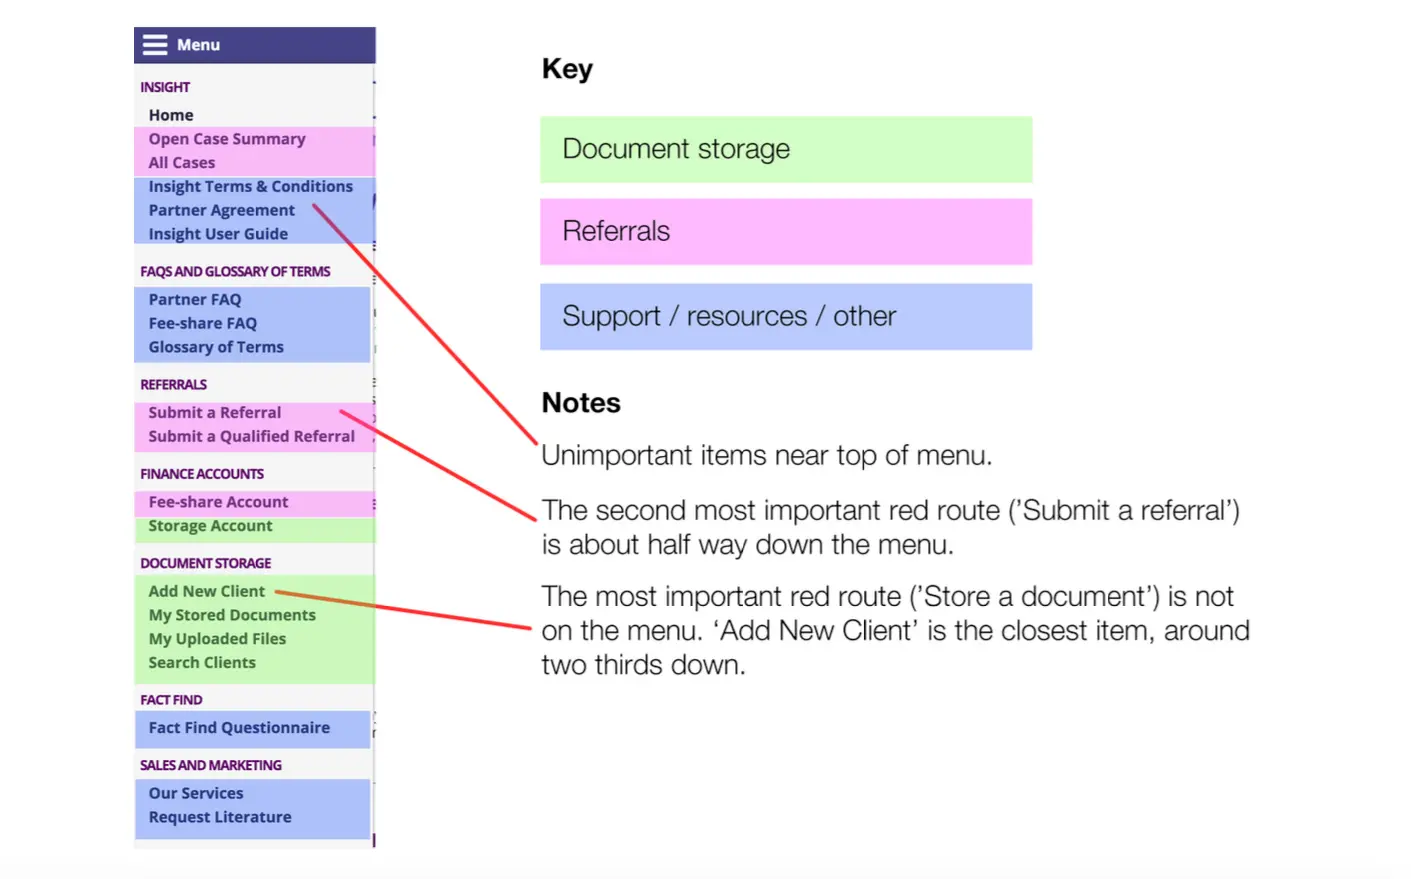 Menu
INSIGHT
Home
Open Case Summary
All Cases
Insight Terms & Conditions
Partner Agreement
Insight User Guide
FAQS AND GLOSSARY OF TERMS
Partner FAQ
Fee-share FAQ
Glossary of Terms
REFERRALS
Submit a Referral
Submit a Qualified Referral
FINANCE ACCOUNTS
Fee-share Account
Storage Account
DOCUMENT STORAGE
Add New Client
My Stored Documents
My Uploaded Files
Search Clients
FACT FIND
Fact Find Questionnaire
SALES AND MARKETING
Our Services
Request Literature
Key
Document storage
Referrals
Support / resources / other
Notes
Unimportant items near top of menu.
The second most important red route (’Submit a referral’)
is about half way down the menu.
The most important red route (’Store a document’) is not
on the menu. ‘Add New Client’ is the closest item, around
two thirds down.